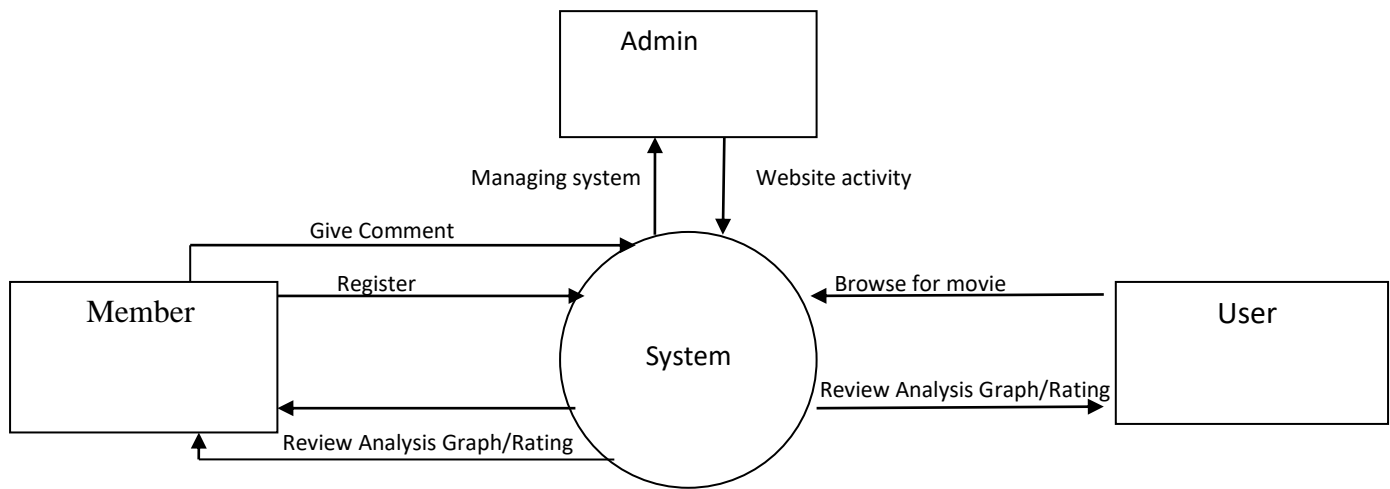 Admin
Managing system
Website activity
Give Comment
Register
Browse for movie
Member
User
System
Review Analysis Graph/Rating
Review Analysis Graph/Rating